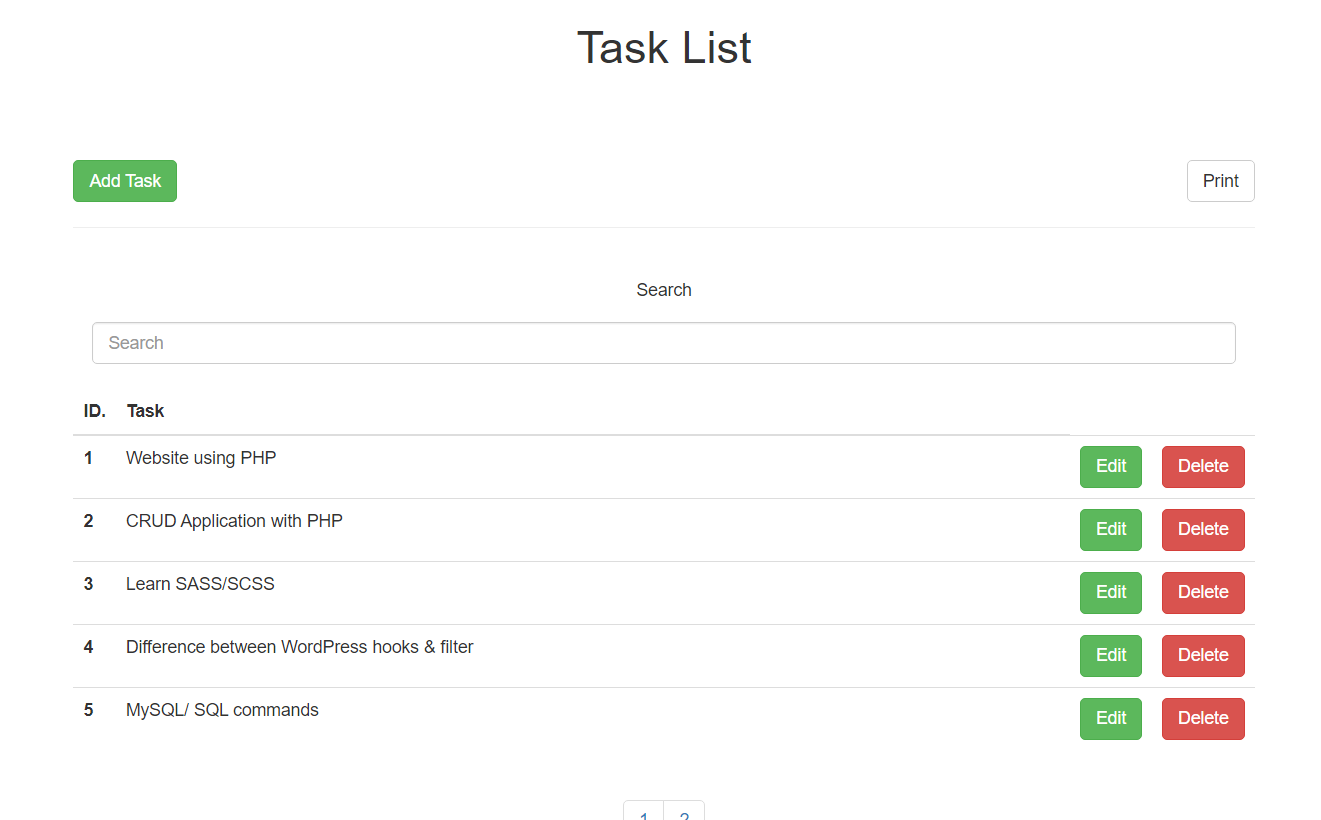 Task List
Add Task Print
Search
Search
ID. Task
1 Website using PHP Edit Delete
2 CRUD Application with PHP Edit Delete
3 Learn SASS/SCSS Edit Delete
4 Difference between WordPress hooks & filter Edit Delete
5 MySQL/ SQL commands Edit Delete
1 2